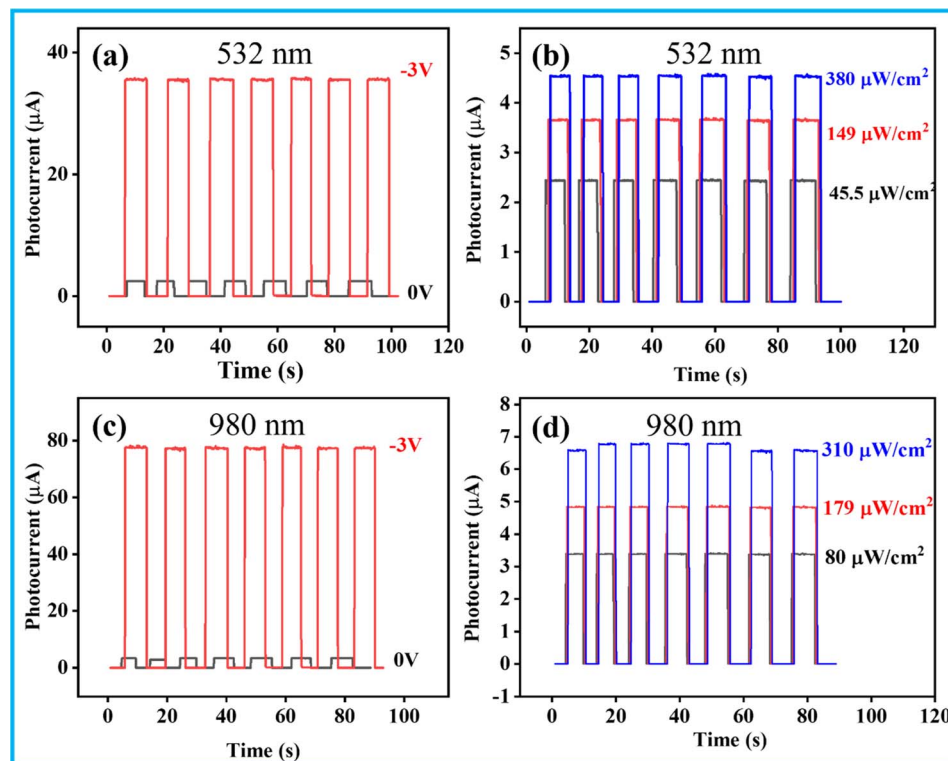 (a) 532 nm
-3V
0V
Photocurrent (µA)
40
20
0
0 20 40 60 80 100 120
Time (s)
(b) 532 nm
380 µW/cm²
149 µW/cm²
45.5 µW/cm²
Photocurrent (µA)
5
4
3
2
1
0
0 20 40 60 80 100 120
Time (s)
(c) 980 nm
-3V
0V
Photocurrent (µA)
80
60
40
20
0
0 20 40 60 80 100
Time (s)
(d) 980 nm
310 µW/cm²
179 µW/cm²
80 µW/cm²
Photocurrent (µA)
8
7
6
5
4
3
2
1
0
-1
0 20 40 60 80 100 120
Time (s)